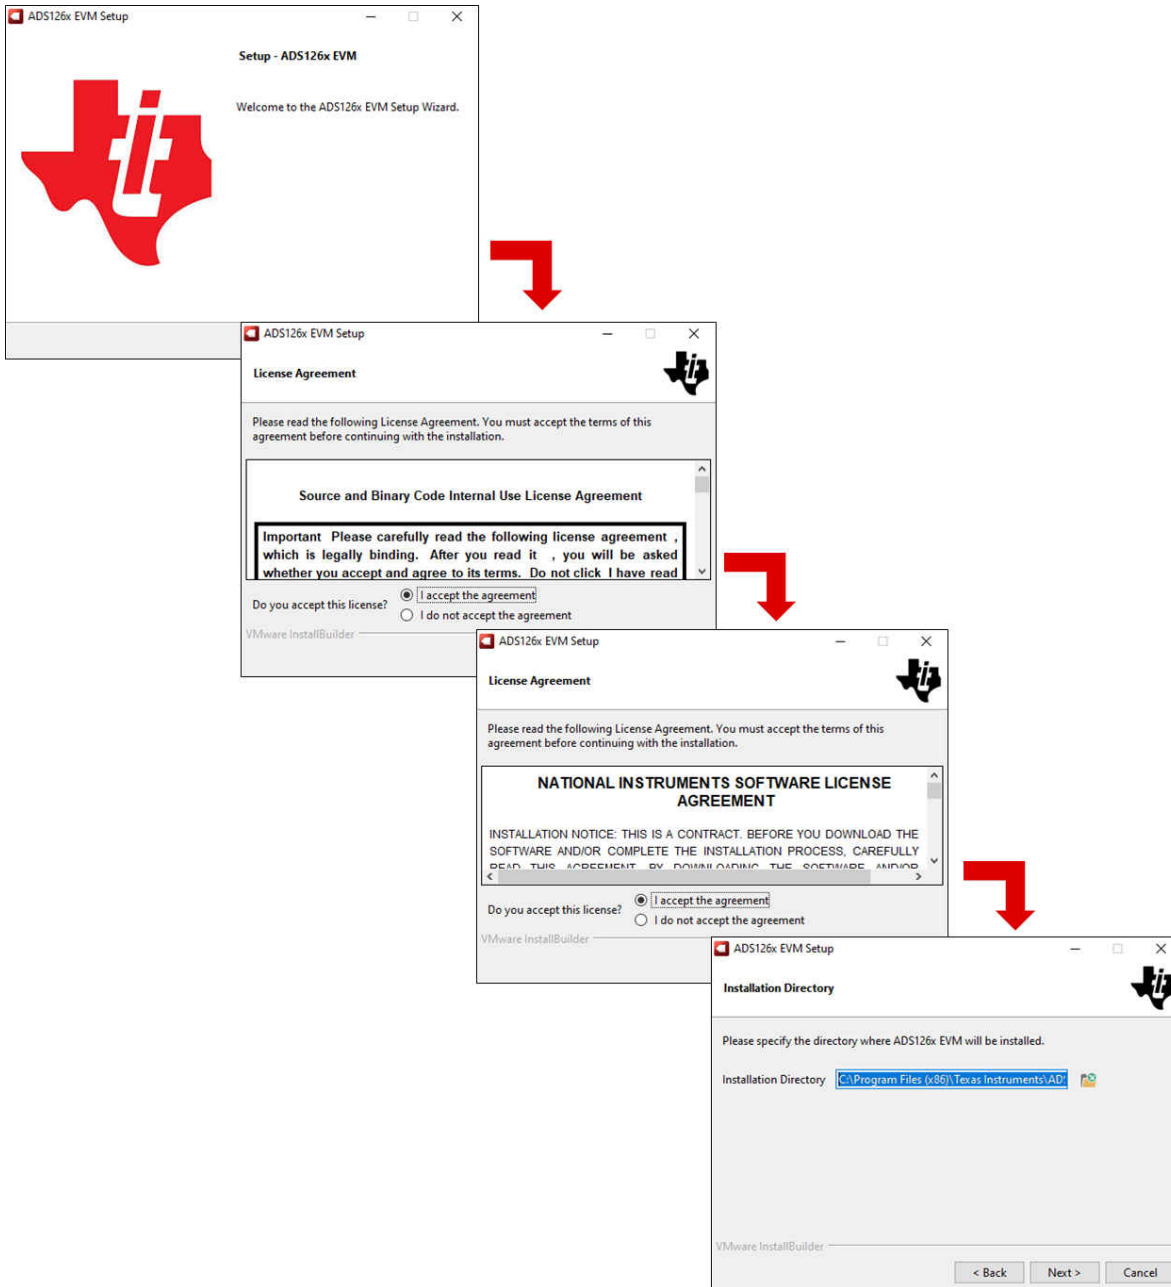 ADS126x EVM Setup
Setup - ADS126x EVM
Welcome to the ADS126x EVM Setup Wizard.
ADS126x EVM Setup
License Agreement
Please read the following License Agreement. You must accept the terms of this
agreement before continuing with the installation.
Source and Binary Code Internal Use License Agreement
Important Please carefully read the following license agreement ,
which is legally binding. After you read it , you will be asked
whether you accept and agree to its terms. Do not click I have read
Do you accept this license?
I accept the agreement
I do not accept the agreement
VMware InstallBuilder
ADS126x EVM Setup
License Agreement
Please read the following License Agreement. You must accept the terms of this
agreement before continuing with the installation.
NATIONAL INSTRUMENTS SOFTWARE LICENSE
AGREEMENT
INSTALLATION NOTICE: THIS IS A CONTRACT. BEFORE YOU DOWNLOAD THE
SOFTWARE AND/OR COMPLETE THE INSTALLATION PROCESS, CAREFULLY
READ THIS AGREEMENT. BY DOWNLOADING THE SOFTWARE AND/OR
Do you accept this license?
I accept the agreement
I do not accept the agreement
VMware InstallBuilder
ADS126x EVM Setup
Installation Directory
Please specify the directory where ADS126x EVM will be installed.
Installation Directory C:\Program Files (x86)\Texas Instruments\AD
VMware InstallBuilder
< Back Next > Cancel